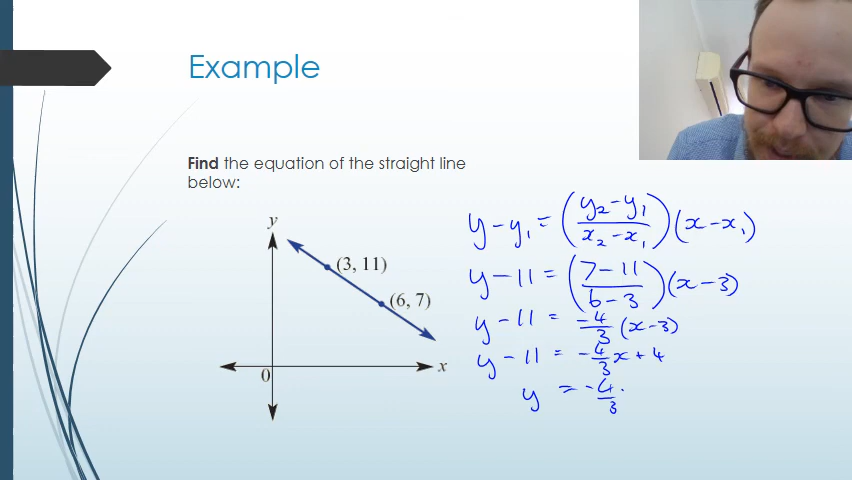 Example
Find the equation of the straight line
below:
y
(3, 11)
(6, 7)
0
x
y - y₁ = (y₂ - y₁ / x₂ - x₁)(x - x₁)
y - 11 = (7 - 11 / 6 - 3)(x - 3)
y - 11 = -4/3 (x - 3)
y - 11 = -4/3 x + 4
y = -4/3